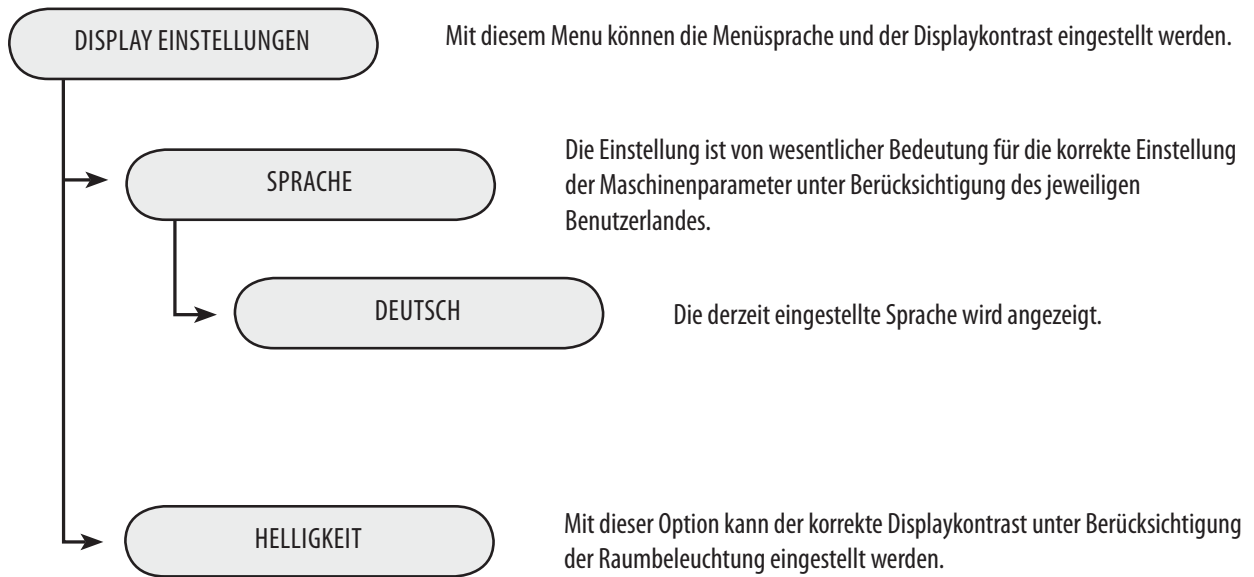 DISPLAY EINSTELLUNGEN
Mit diesem Menu können die Menüsprache und der Displaykontrast eingestellt werden.
SPRACHE
Die Einstellung ist von wesentlicher Bedeutung für die korrekte Einstellung
der Maschinenparameter unter Berücksichtigung des jeweiligen
Benutzerlandes.
DEUTSCH
Die derzeit eingestellte Sprache wird angezeigt.
HELLIGKEIT
Mit dieser Option kann der korrekte Displaykontrast unter Berücksichtigung
der Raumbeleuchtung eingestellt werden.